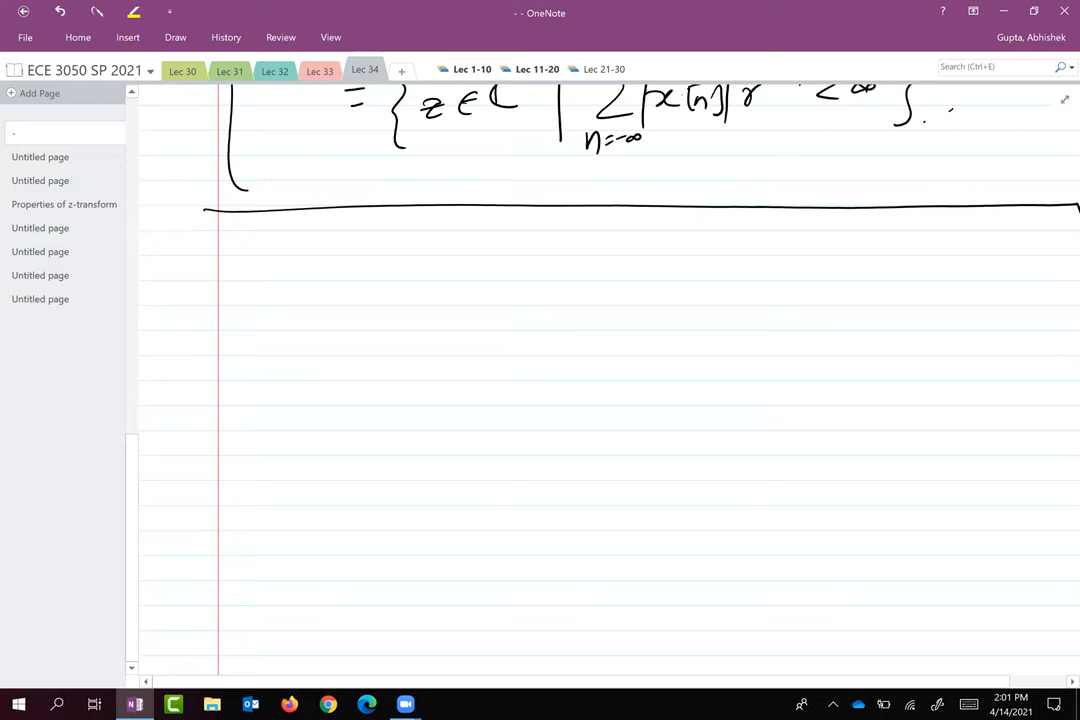 - - OneNote
File Home Insert Draw History Review View
Gupta, Abhishek
ECE 3050 SP 2021
Lec 30 Lec 31 Lec 32 Lec 33 Lec 34 + Lec 1-10 Lec 11-20 Lec 21-30
Search (Ctrl+E)
Add Page
-
Untitled page
Untitled page
Properties of z-transform
Untitled page
Untitled page
Untitled page
Untitled page
= { z ∈ ℂ | Σ |x[n]| r < ∞ }.
n=-∞
2:01 PM
4/14/2021